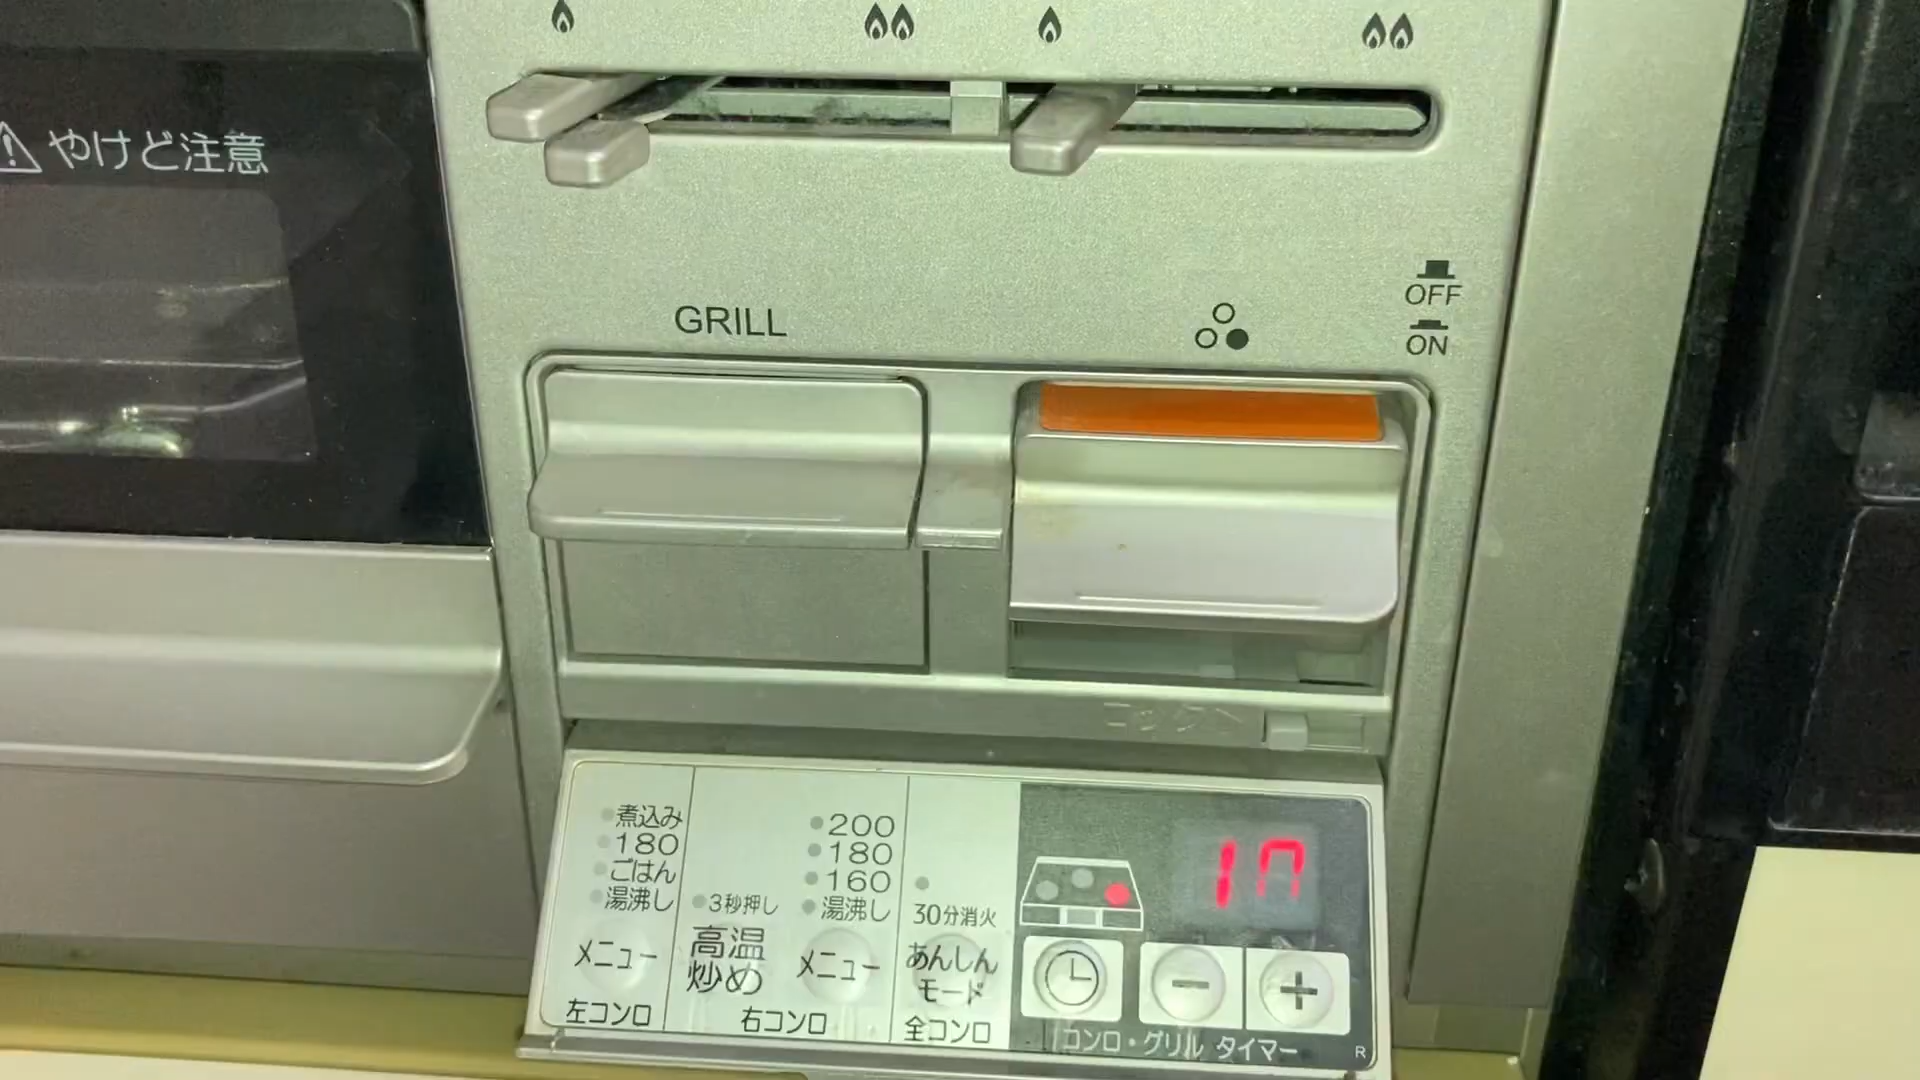 やけど注意
GRILL
OFF
ON
ロック
煮込み
180
ごはん
湯沸し
メニュー
左コンロ
3秒押し
高温
炒め
200
180
160
湯沸し
メニュー
右コンロ
30分消火
あんしん
モード
全コンロ
コンロ・グリル タイマー
R